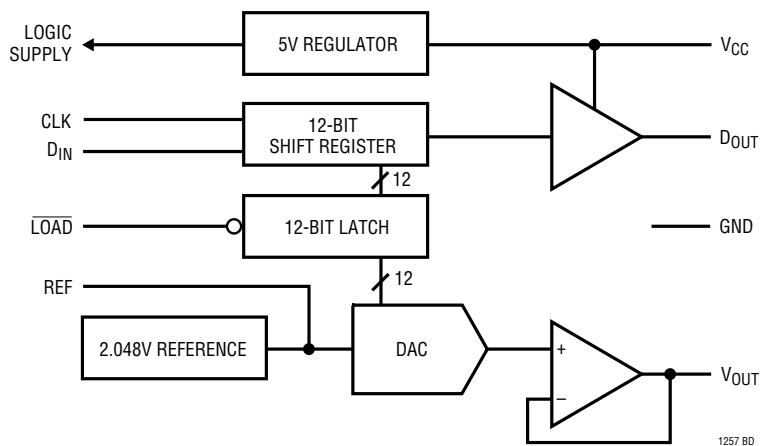 LOGIC
SUPPLY
5V REGULATOR
VCC
CLK
DIN
12-BIT
SHIFT REGISTER
DOUT
12
LOAD
12-BIT LATCH
GND
12
REF
2.048V REFERENCE
DAC
+
–
VOUT
1257 BD